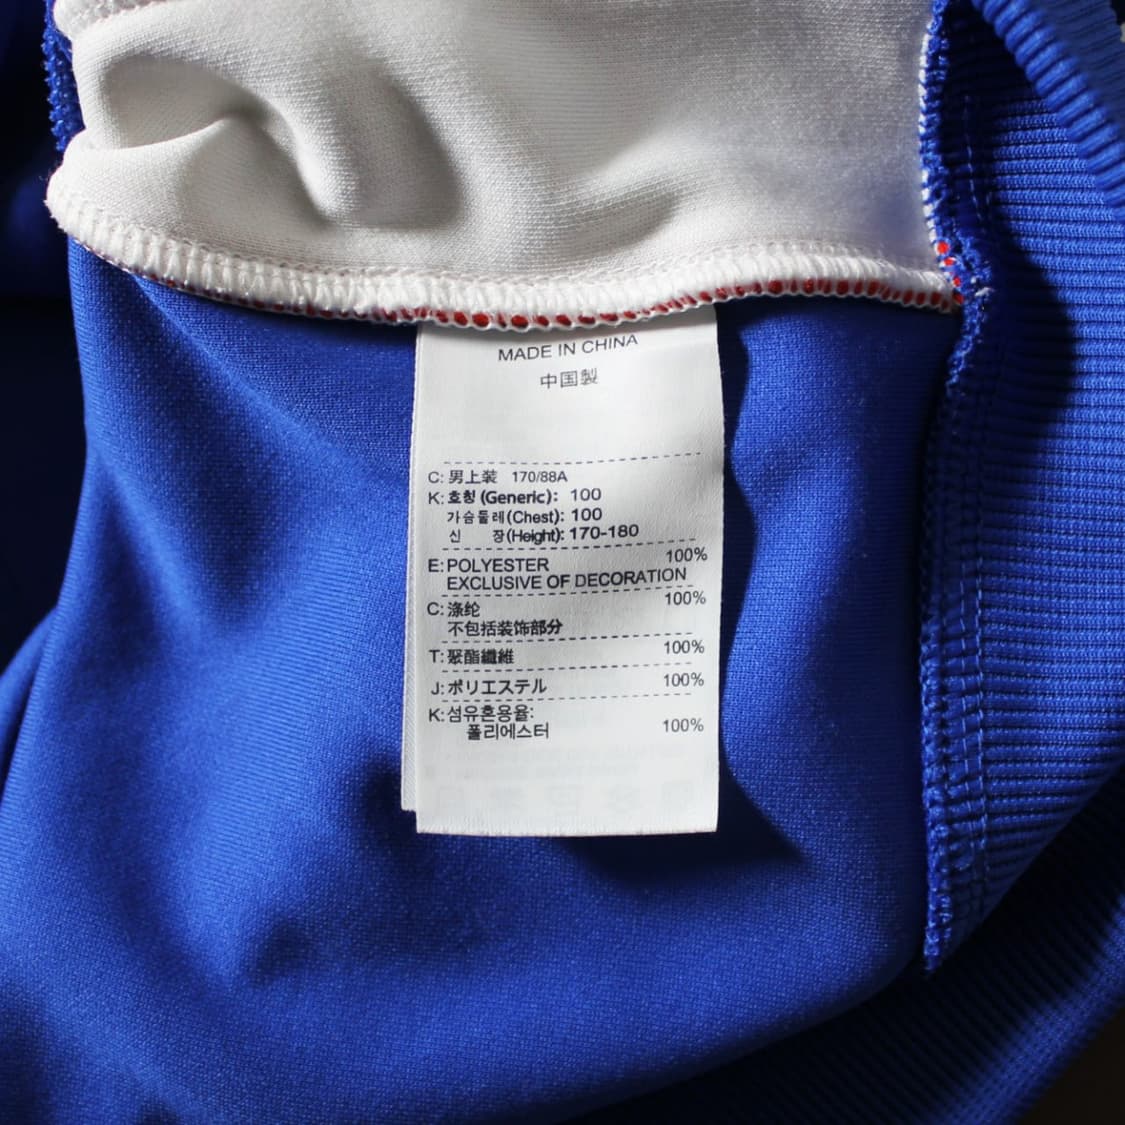 MADE IN CHINA
中国製
C: 男上装 170/88A
K: 호칭 (Generic): 100
가슴둘레(Chest): 100
신 장(Height): 170-180
E: POLYESTER 100%
EXCLUSIVE OF DECORATION
C: 涤纶 100%
不包括装饰部分
T: 聚酯纖維 100%
J: ポリエステル 100%
K: 섬유혼용율:
폴리에스터 100%